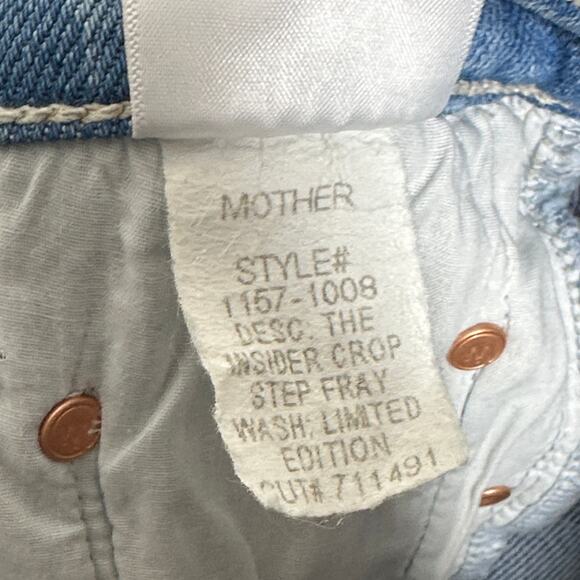 MOTHER
STYLE#
1157-1008
DESC: THE
INSIDER CROP
STEP FRAY
WASH: LIMITED
EDITION
CUT# 711491